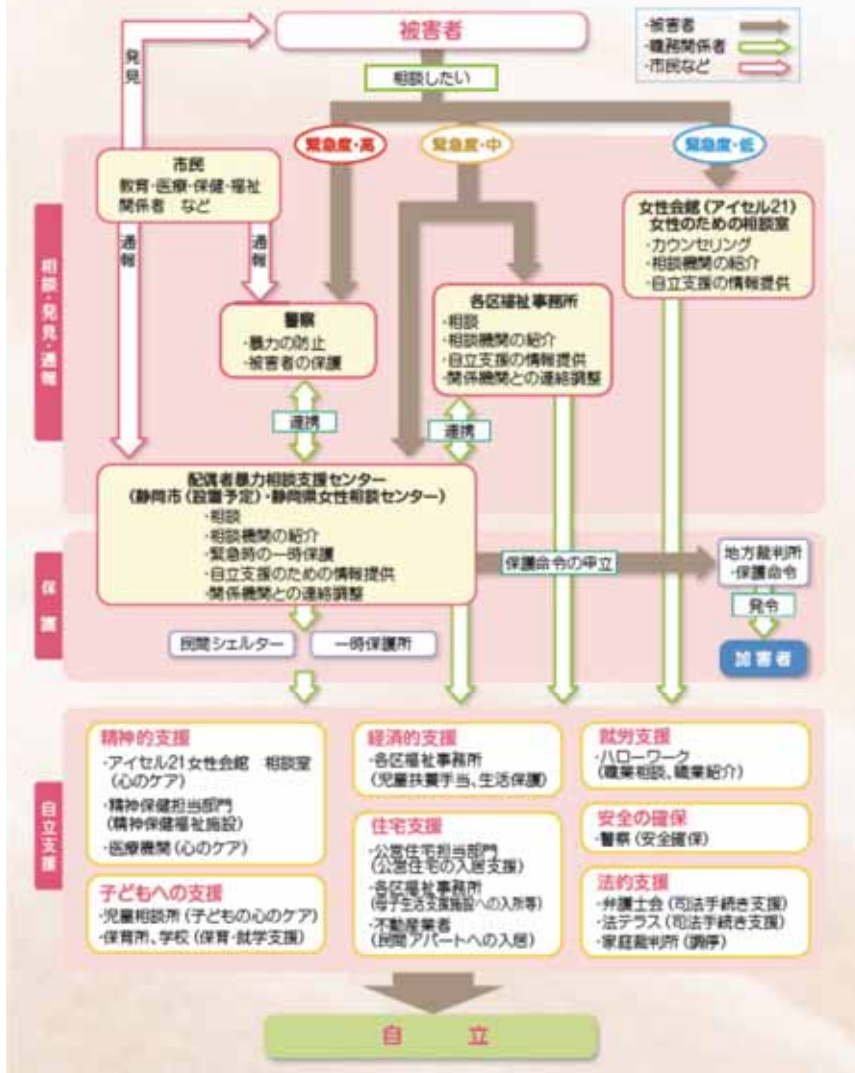 被害者
・被害者
・職務関係者
・市民など
発見
相談したい
緊急度・高
緊急度・中
緊急度・低
市民
教育・医療・保健・福祉
関係者 など
通報
通報
女性会館(アイセル21)
女性のための相談室
・カウンセリング
・相談機関の紹介
・自立支援の情報提供
相談・発見・通報
警察
・暴力の防止
・被害者の保護
各区福祉事務所
・相談
・相談機関の紹介
・自立支援の情報提供
・関係機関との連絡調整
連携
連携
配偶者暴力相談支援センター
(静岡市(設置予定)・静岡県女性相談センター)
・相談
・相談機関の紹介
・緊急時の一時保護
・自立支援のための情報提供
・関係機関との連絡調整
保護命令の申立
地方裁判所
・保護命令
発令
加害者
保護
民間シェルター
一時保護所
自立支援
精神的支援
・アイセル21女性会館 相談室
(心のケア)
・精神保健担当部門
(精神保健福祉施設)
・医療機関(心のケア)
子どもへの支援
・児童相談所(子どもの心のケア)
・保育所、学校(保育・就学支援)
経済的支援
・各区福祉事務所
(児童扶養手当、生活保護)
住宅支援
・公営住宅担当部門
(公営住宅の入居支援)
・各区福祉事務所
(母子生活支援施設への入所等)
・不動産業者
(民間アパートへの入居)
就労支援
・ハローワーク
(職業相談、職業紹介)
安全の確保
・警察(安全確保)
法的支援
・弁護士会(司法手続き支援)
・法テラス(司法手続き支援)
・家庭裁判所(調停)
自 立